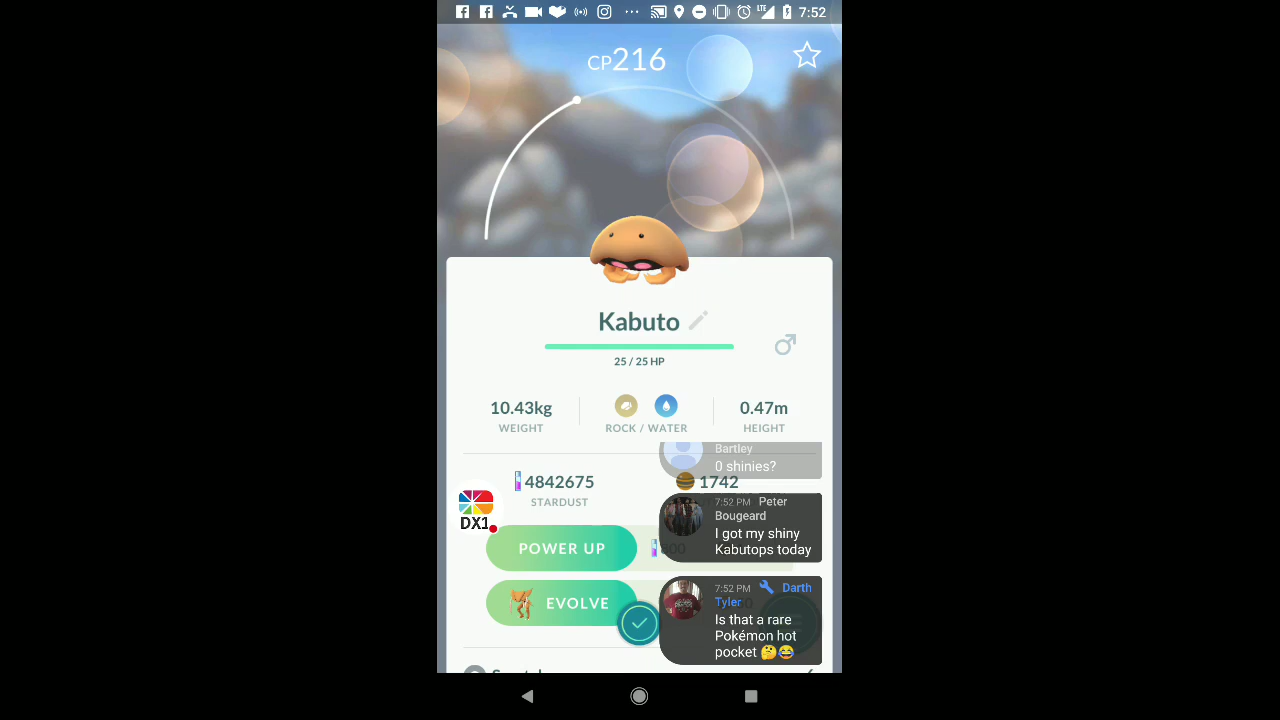 LTE 7:52
CP216
Kabuto
25 / 25 HP
10.43kg
WEIGHT
ROCK / WATER
0.47m
HEIGHT
4842675
STARDUST
1742
DX1
POWER UP
EVOLVE
Bartley
0 shinies?
7:52 PM Peter
Bougeard
I got my shiny
Kabutops today
7:52 PM Darth
Tyler
Is that a rare
Pokémon hot
pocket 🤔😂